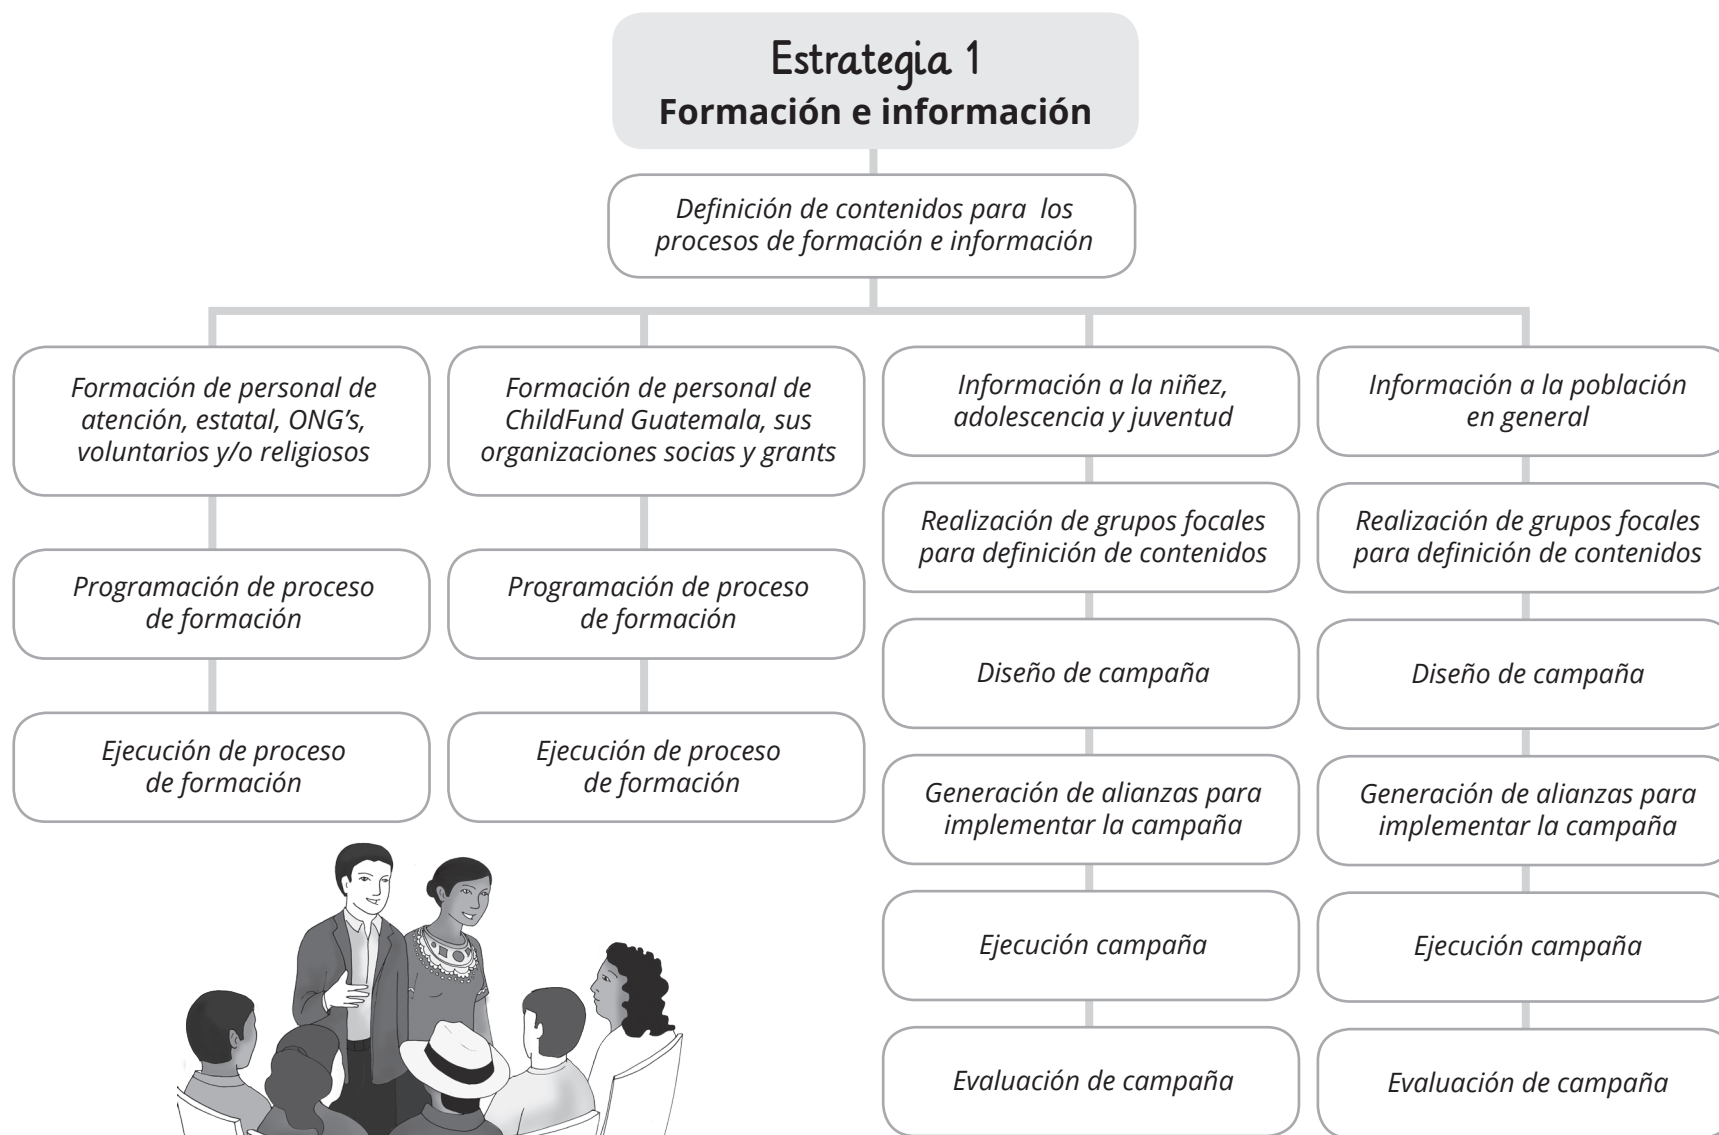 Estrategia 1
Formación e información
Definición de contenidos para los
procesos de formación e información
Formación de personal de
atención, estatal, ONG’s,
voluntarios y/o religiosos
Programación de proceso
de formación
Ejecución de proceso
de formación
Formación de personal de
ChildFund Guatemala, sus
organizaciones socias y grants
Programación de proceso
de formación
Ejecución de proceso
de formación
Información a la niñez,
adolescencia y juventud
Realización de grupos focales
para definición de contenidos
Diseño de campaña
Generación de alianzas para
implementar la campaña
Ejecución campaña
Evaluación de campaña
Información a la población
en general
Realización de grupos focales
para definición de contenidos
Diseño de campaña
Generación de alianzas para
implementar la campaña
Ejecución campaña
Evaluación de campaña